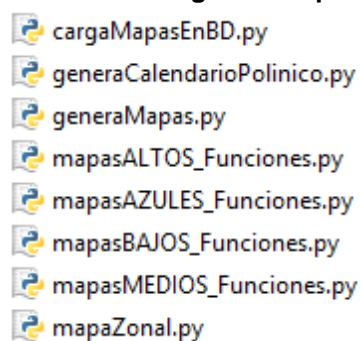 cargaMapasEnBD.py
generaCalendarioPolinico.py
generaMapas.py
mapasALTOS_Funciones.py
mapasAZULES_Funciones.py
mapasBAJOS_Funciones.py
mapasMEDIOS_Funciones.py
mapaZonal.py